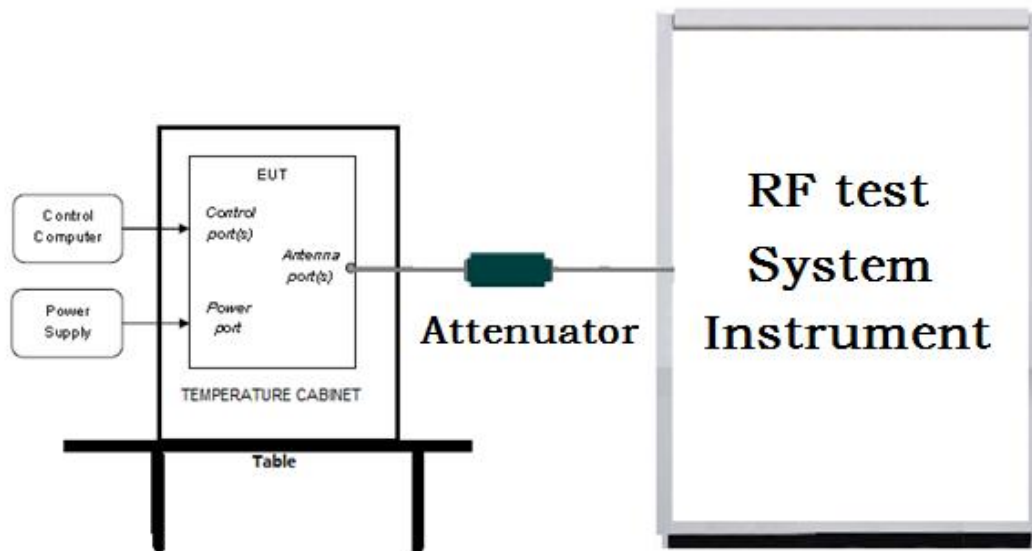 EUT
Control
Computer
Control
port(s)
Antenna
port(s)
Power
Supply
Power
port
TEMPERATURE CABINET
Table
Attenuator
RF test
System
Instrument